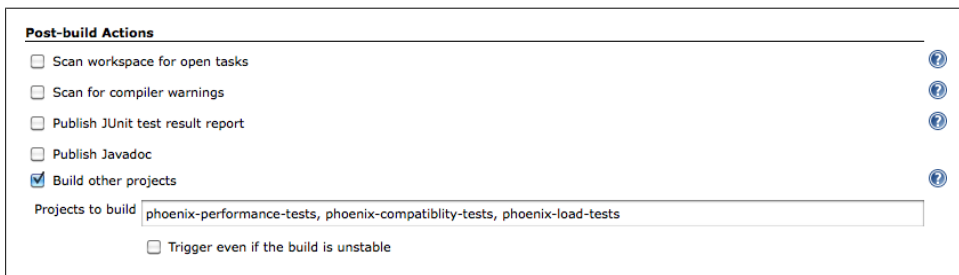 Post-build Actions
Scan workspace for open tasks
Scan for compiler warnings
Publish JUnit test result report
Publish Javadoc
Build other projects
Projects to build phoenix-performance-tests, phoenix-compatiblity-tests, phoenix-load-tests
Trigger even if the build is unstable